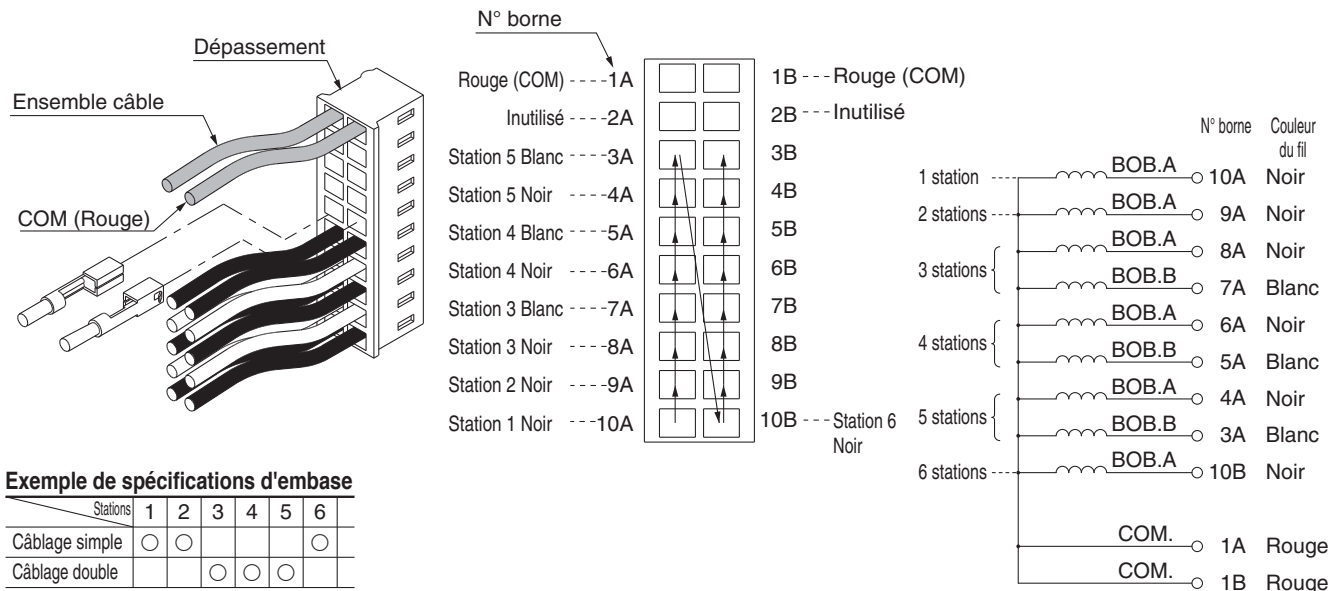 Dépassement
Ensemble câble
COM (Rouge)
N° borne
Rouge (COM) ----1A
Inutilisé ----2A
Station 5 Blanc ----3A
Station 5 Noir ----4A
Station 4 Blanc ----5A
Station 4 Noir ----6A
Station 3 Blanc ----7A
Station 3 Noir ----8A
Station 2 Noir ----9A
Station 1 Noir ---10A
1B ---Rouge (COM)
2B ---Inutilisé
3B
4B
5B
6B
7B
8B
9B
10B ---Station 6
Noir
N° borne Couleur
du fil
1 station BOB.A 10A Noir
2 stations BOB.A 9A Noir
3 stations BOB.A 8A Noir
BOB.B 7A Blanc
4 stations BOB.A 6A Noir
BOB.B 5A Blanc
5 stations BOB.A 4A Noir
BOB.B 3A Blanc
6 stations BOB.A 10B Noir
COM. 1A Rouge
COM. 1B Rouge
Exemple de spécifications d'embase
Stations 1 2 3 4 5 6
Câblage simple ○ ○ ○
Câblage double ○ ○ ○